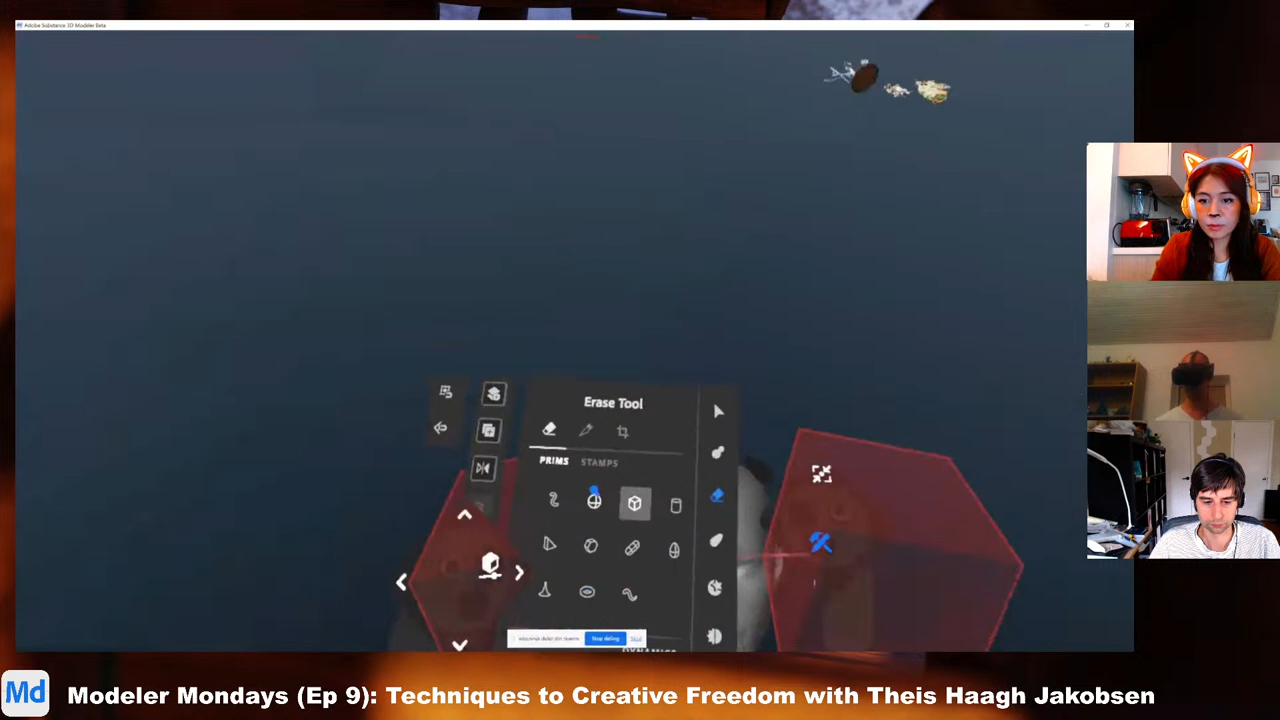 Adobe Substance 3D Modeler Beta
Erase Tool
PRIMS STAMPS
Stop
Md
Modeler Mondays (Ep 9): Techniques to Creative Freedom with Theis Haagh Jakobsen